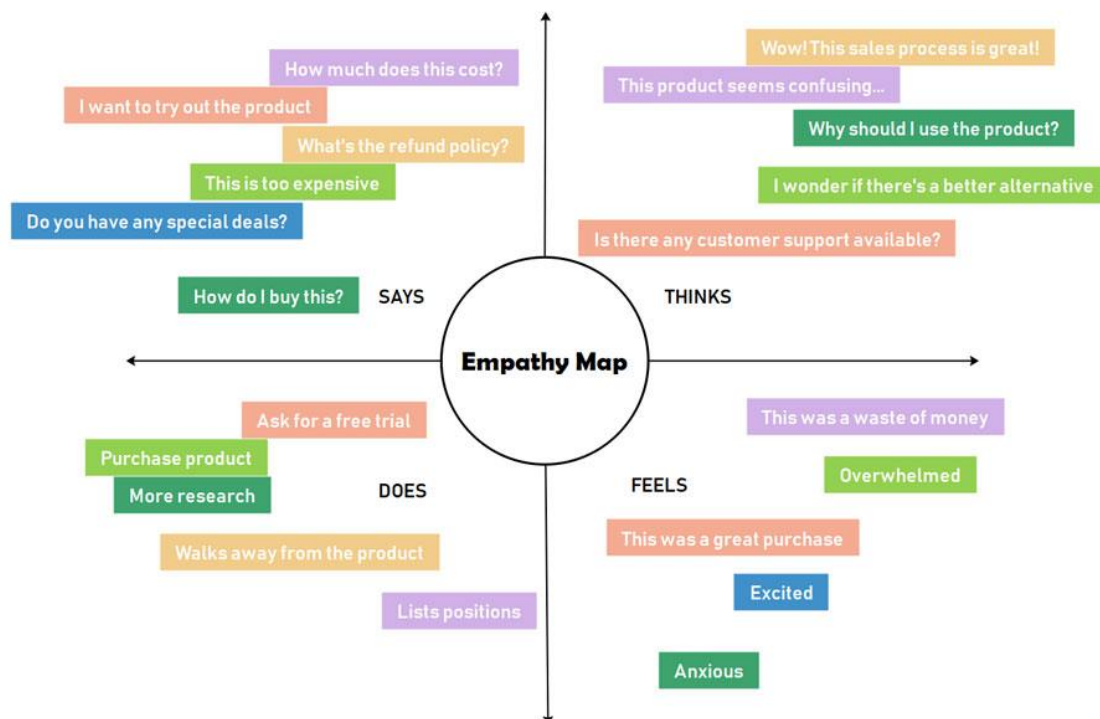 How much does this cost?
I want to try out the product
What's the refund policy?
This is too expensive
Do you have any special deals?
How do I buy this?
SAYS
Wow! This sales process is great!
This product seems confusing...
Why should I use the product?
I wonder if there's a better alternative
Is there any customer support available?
THINKS
Empathy Map
Ask for a free trial
Purchase product
More research
DOES
Walks away from the product
Lists positions
This was a waste of money
Overwhelmed
FEELS
This was a great purchase
Excited
Anxious